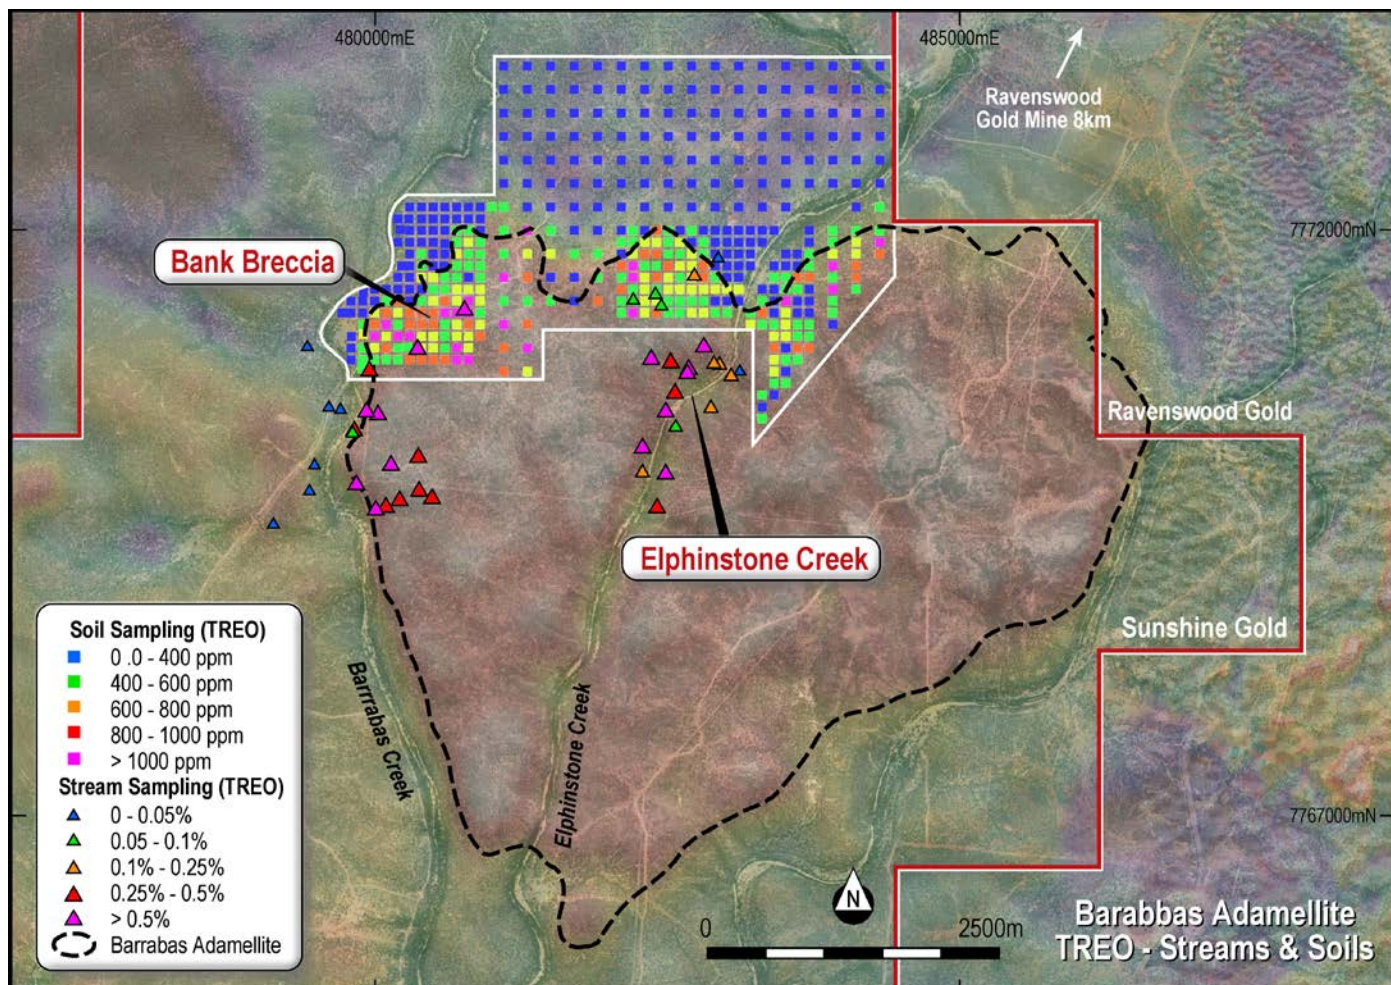 480000mE
485000mE
Ravenswood
Gold Mine 8km
7772000mN
Bank Breccia
Ravenswood Gold
Elphinstone Creek
Sunshine Gold
Barrrabas Creek
Elphinstone Creek
7767000mN
Soil Sampling (TREO)
0 .0 - 400 ppm
400 - 600 ppm
600 - 800 ppm
800 - 1000 ppm
> 1000 ppm
Stream Sampling (TREO)
0 - 0.05%
0.05 - 0.1%
0.1% - 0.25%
0.25% - 0.5%
> 0.5%
Barrabas Adamellite
N
0 2500m
Barabbas Adamellite
TREO - Streams & Soils